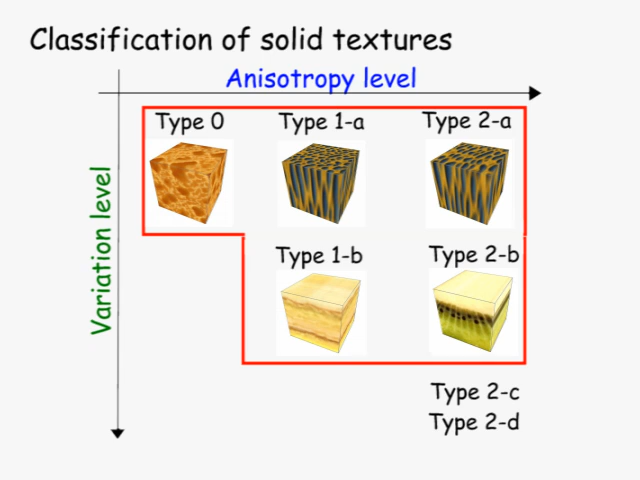 Classification of solid textures
Anisotropy level
Type 0 Type 1-a Type 2-a
Variation level
Type 1-b Type 2-b
Type 2-c
Type 2-d